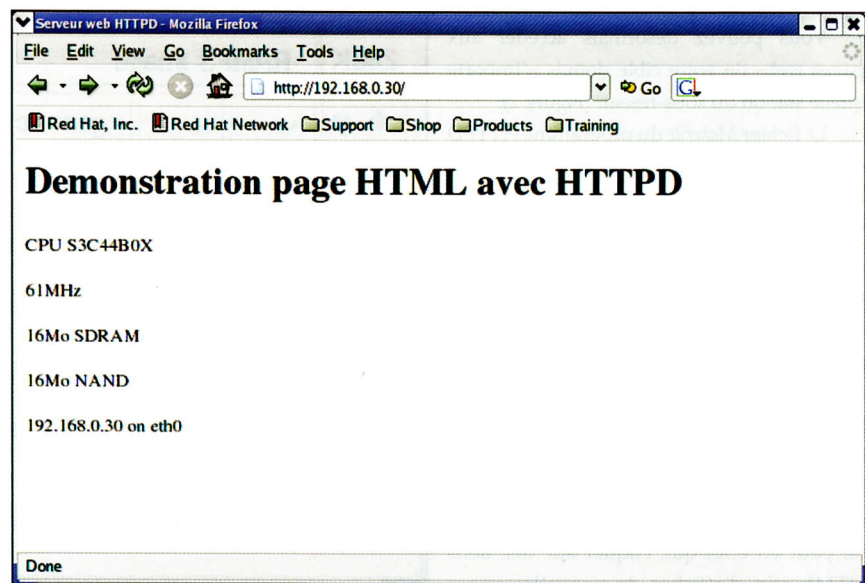 Serveur web HTTPD - Mozilla Firefox
File Edit View Go Bookmarks Tools Help
http://192.168.0.30/ Go G
Red Hat, Inc. Red Hat Network Support Shop Products Training
Demonstration page HTML avec HTTPD
CPU S3C44B0X
61MHz
16Mo SDRAM
16Mo NAND
192.168.0.30 on eth0
Done